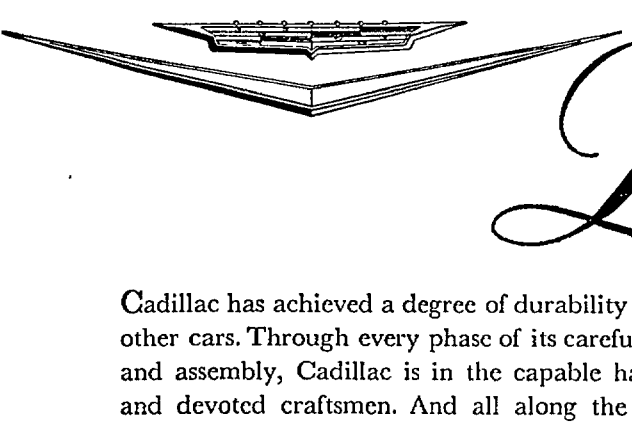 Cadillac has achieved a degree of durability
other cars. Through every phase of its carefu
and assembly, Cadillac is in the capable ha
and devoted craftsmen. And all along the